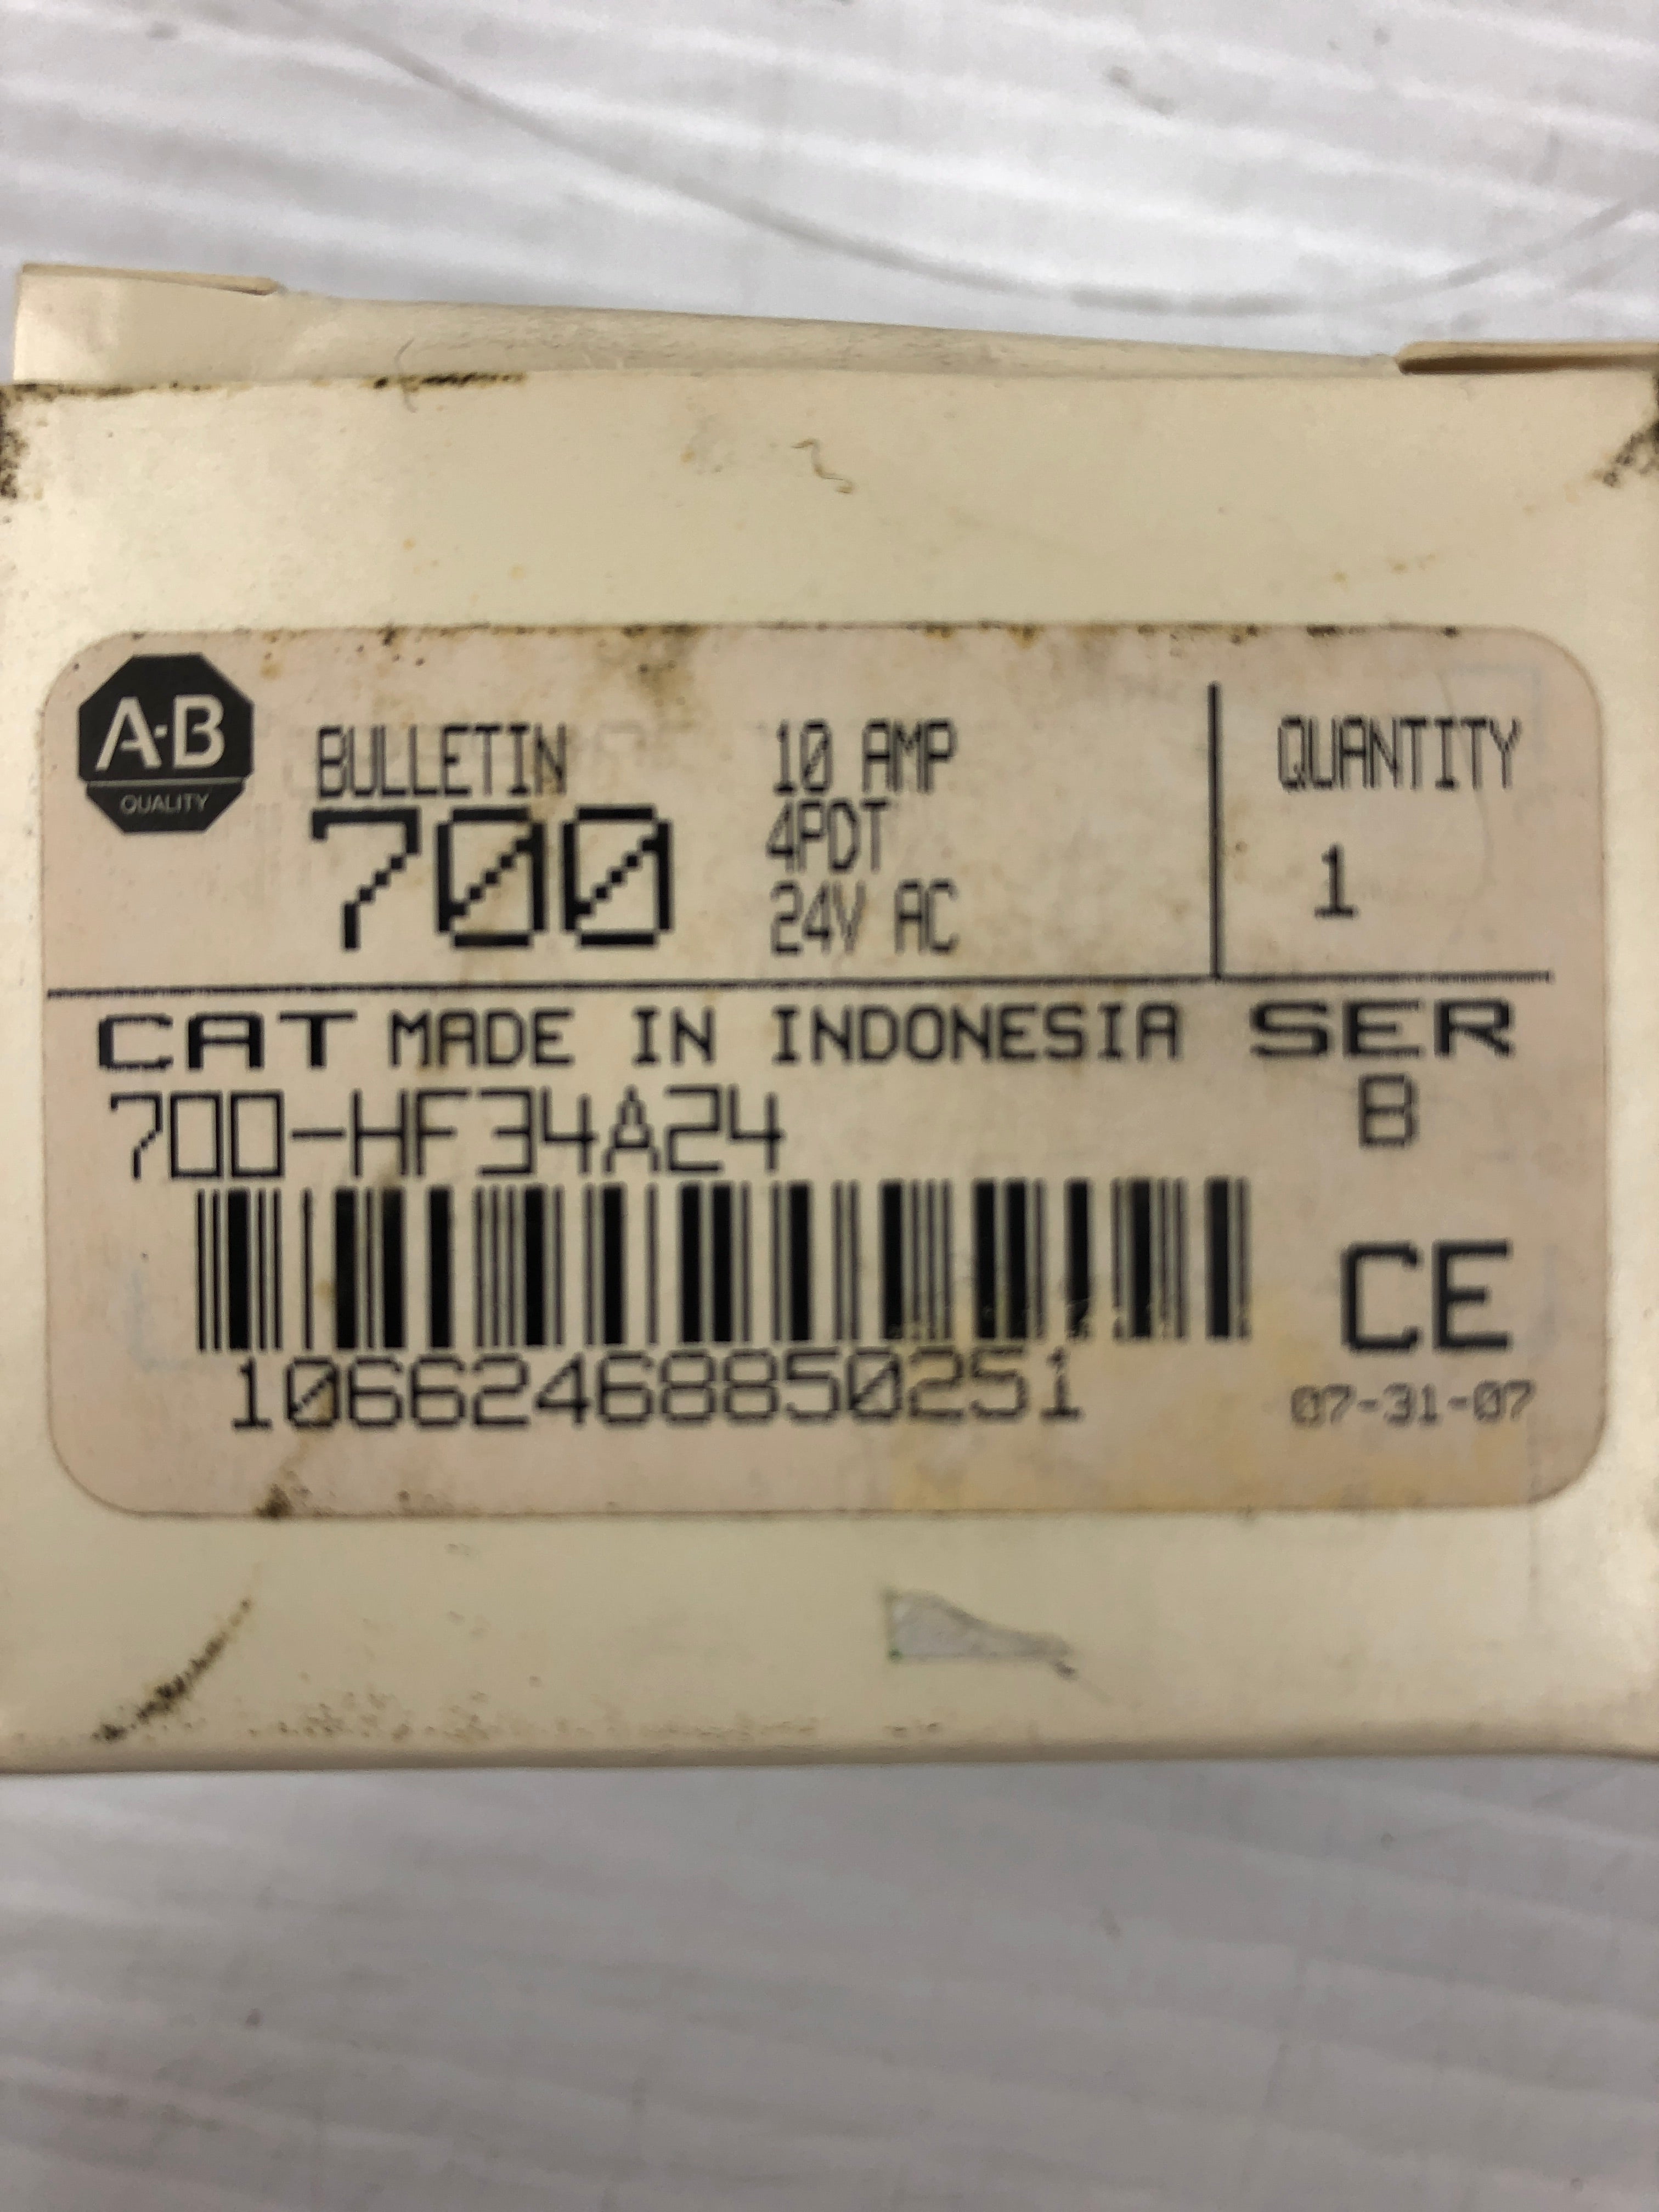 A-B
QUALITY
BULLETIN
700
10 AMP
4PDT
24V AC
QUANTITY
1
CAT MADE IN INDONESIA SER
700-HF34A24
B
10662468850251
CE
07-31-07